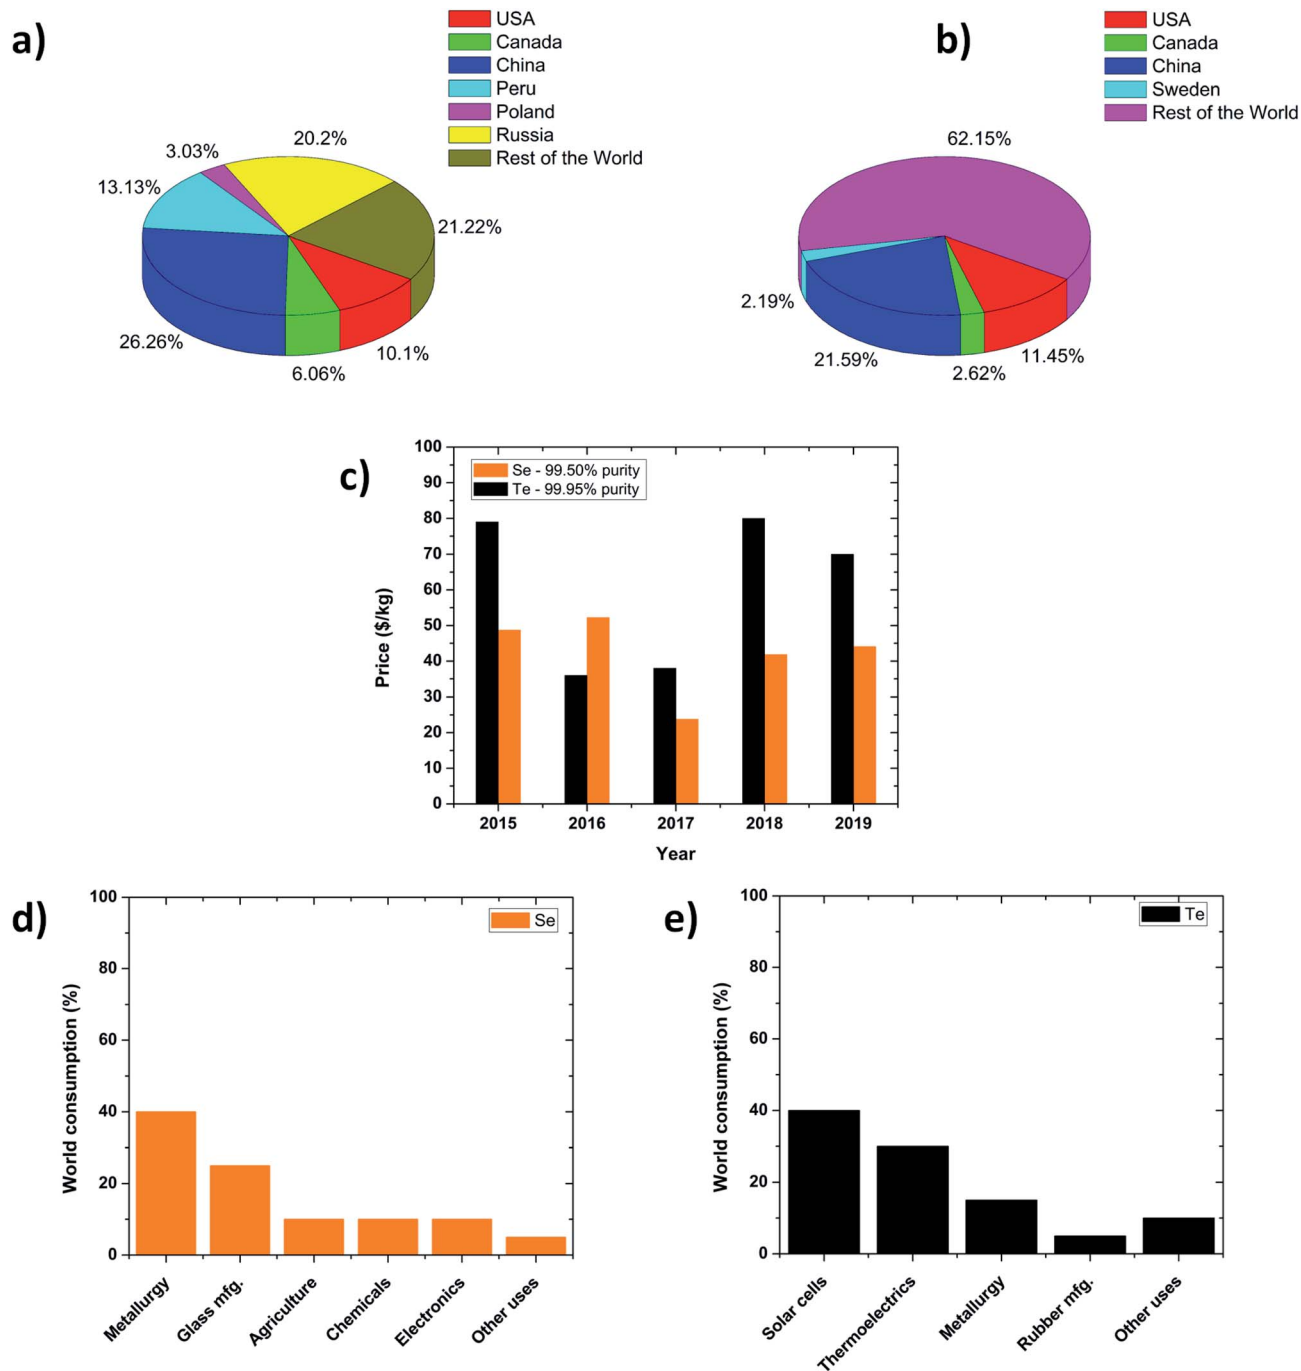 a)
USA
Canada
China
Peru
Poland
Russia
Rest of the World
20.2%
3.03%
13.13%
21.22%
26.26%
10.1%
6.06%
b)
USA
Canada
China
Sweden
Rest of the World
62.15%
2.19%
21.59%
11.45%
2.62%
c)
Se - 99.50% purity
Te - 99.95% purity
100
90
80
70
60
50
40
30
20
10
0
Price ($/kg)
2015 2016 2017 2018 2019
Year
d)
Se
100
80
60
40
20
0
World consumption (%)
Metallurgy
Glass mfg.
Agriculture
Chemicals
Electronics
Other uses
e)
Te
100
80
60
40
20
0
World consumption (%)
Solar cells
Thermoelectrics
Metallurgy
Rubber mfg.
Other uses